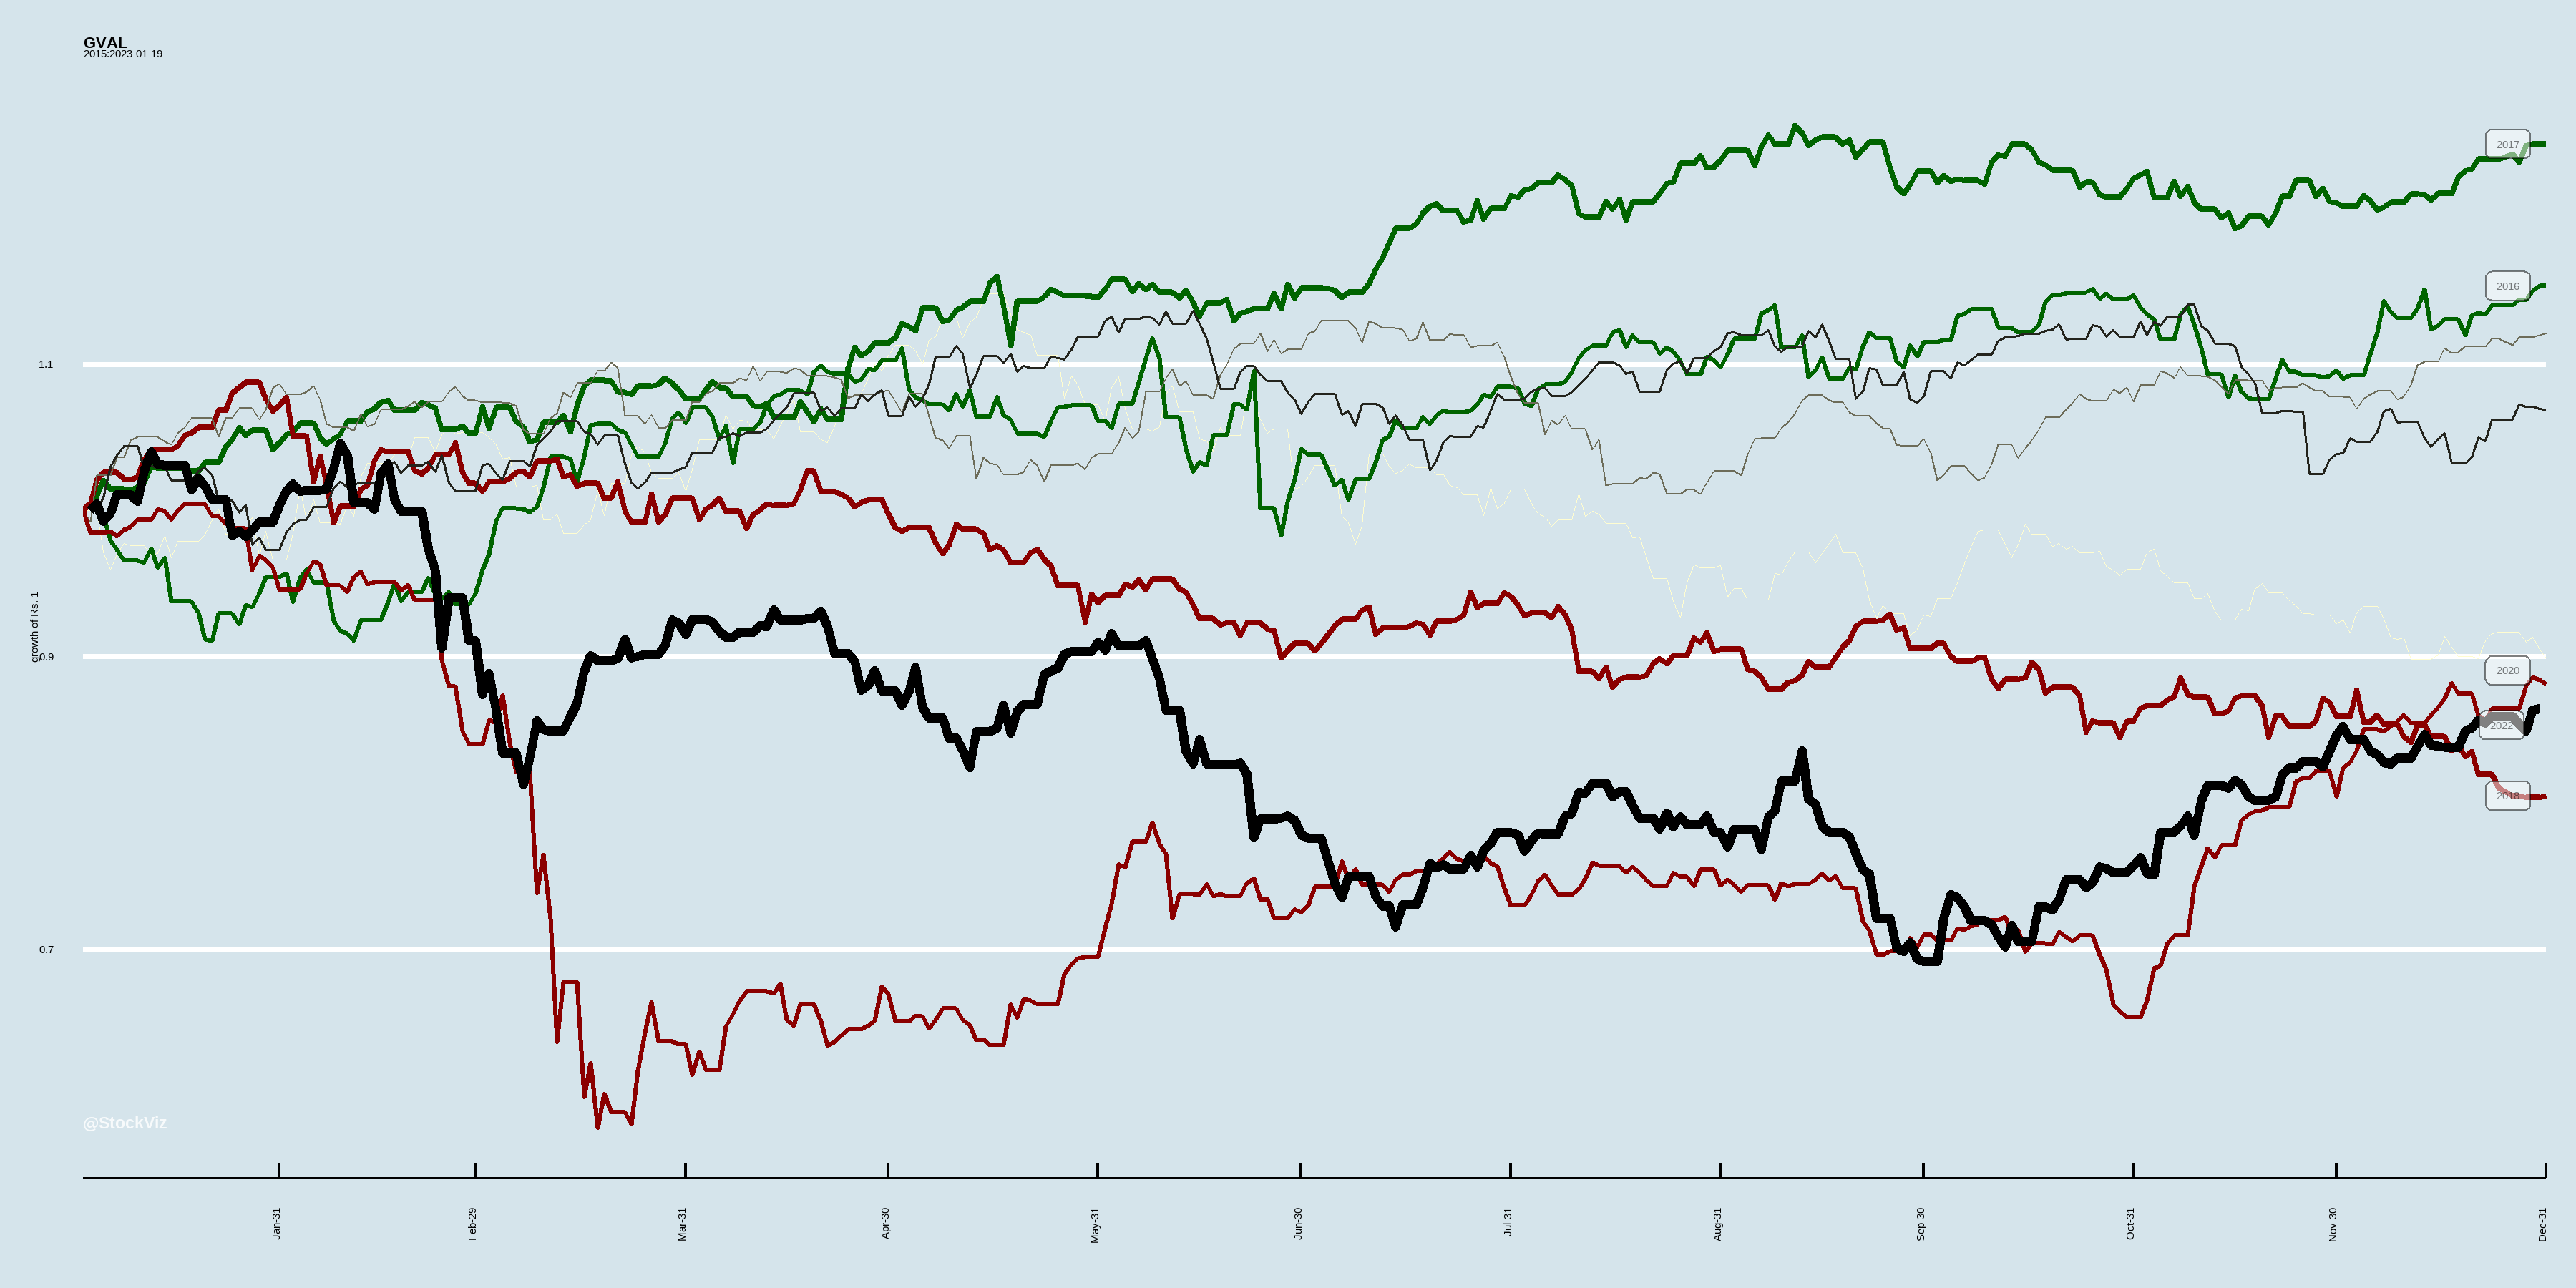 GVAL
2015:2023-01-19
2017
2016
1.1
growth of Rs. 1
0.9
2020
2022
2018
0.7
@StockViz
Jan-31
Feb-29
Mar-31
Apr-30
May-31
Jun-30
Jul-31
Aug-31
Sep-30
Oct-31
Nov-30
Dec-31